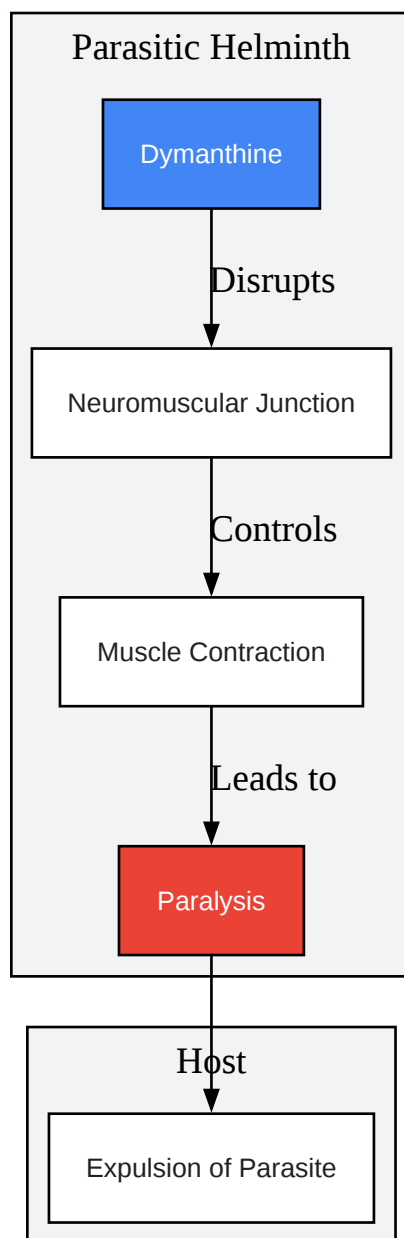 Parasitic Helminth
Dymanthine
Disrupts
Neuromuscular Junction
Controls
Muscle Contraction
Leads to
Paralysis
Host
Expulsion of Parasite